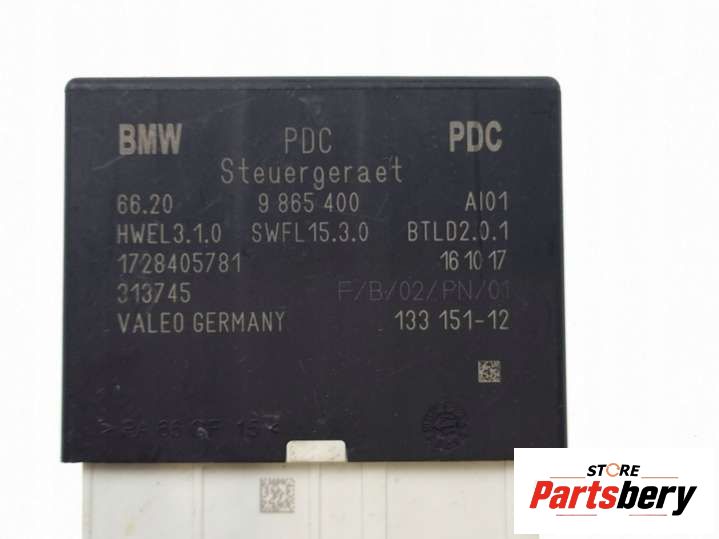 BMW PDC PDC
Steuergeraet
66.20 9 865 400 AI01
HWEL3.1.0 SWFL15.3.0 BTLD2.0.1
1728405781 16 10 17
313745 F/B/02/PN/01
VALEO GERMANY 133 151-12
STORE
Partsbery